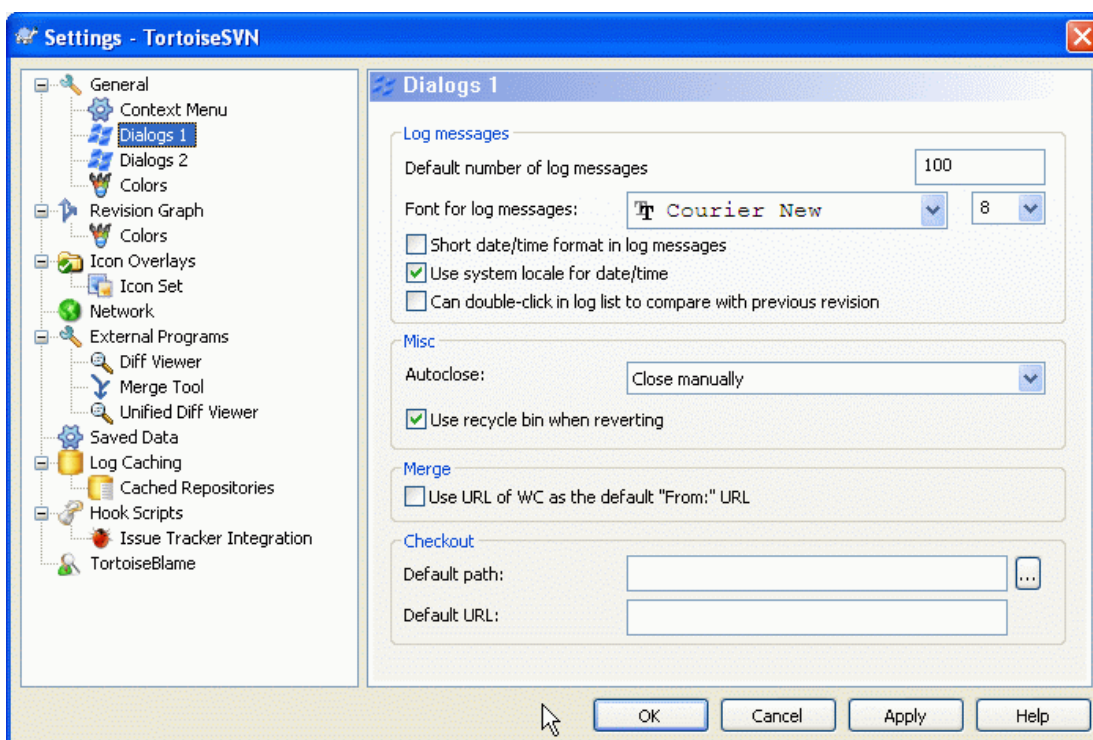 Settings - TortoiseSVN
General
Context Menu
Dialogs 1
Dialogs 2
Colors
Revision Graph
Colors
Icon Overlays
Icon Set
Network
External Programs
Diff Viewer
Merge Tool
Unified Diff Viewer
Saved Data
Log Caching
Cached Repositories
Hook Scripts
Issue Tracker Integration
TortoiseBlame
Dialogs 1
Log messages
Default number of log messages 100
Font for log messages: Courier New 8
Short date/time format in log messages
Use system locale for date/time
Can double-click in log list to compare with previous revision
Misc
Autoclose: Close manually
Use recycle bin when reverting
Merge
Use URL of WC as the default "From:" URL
Checkout
Default path: ...
Default URL:
OK Cancel Apply Help